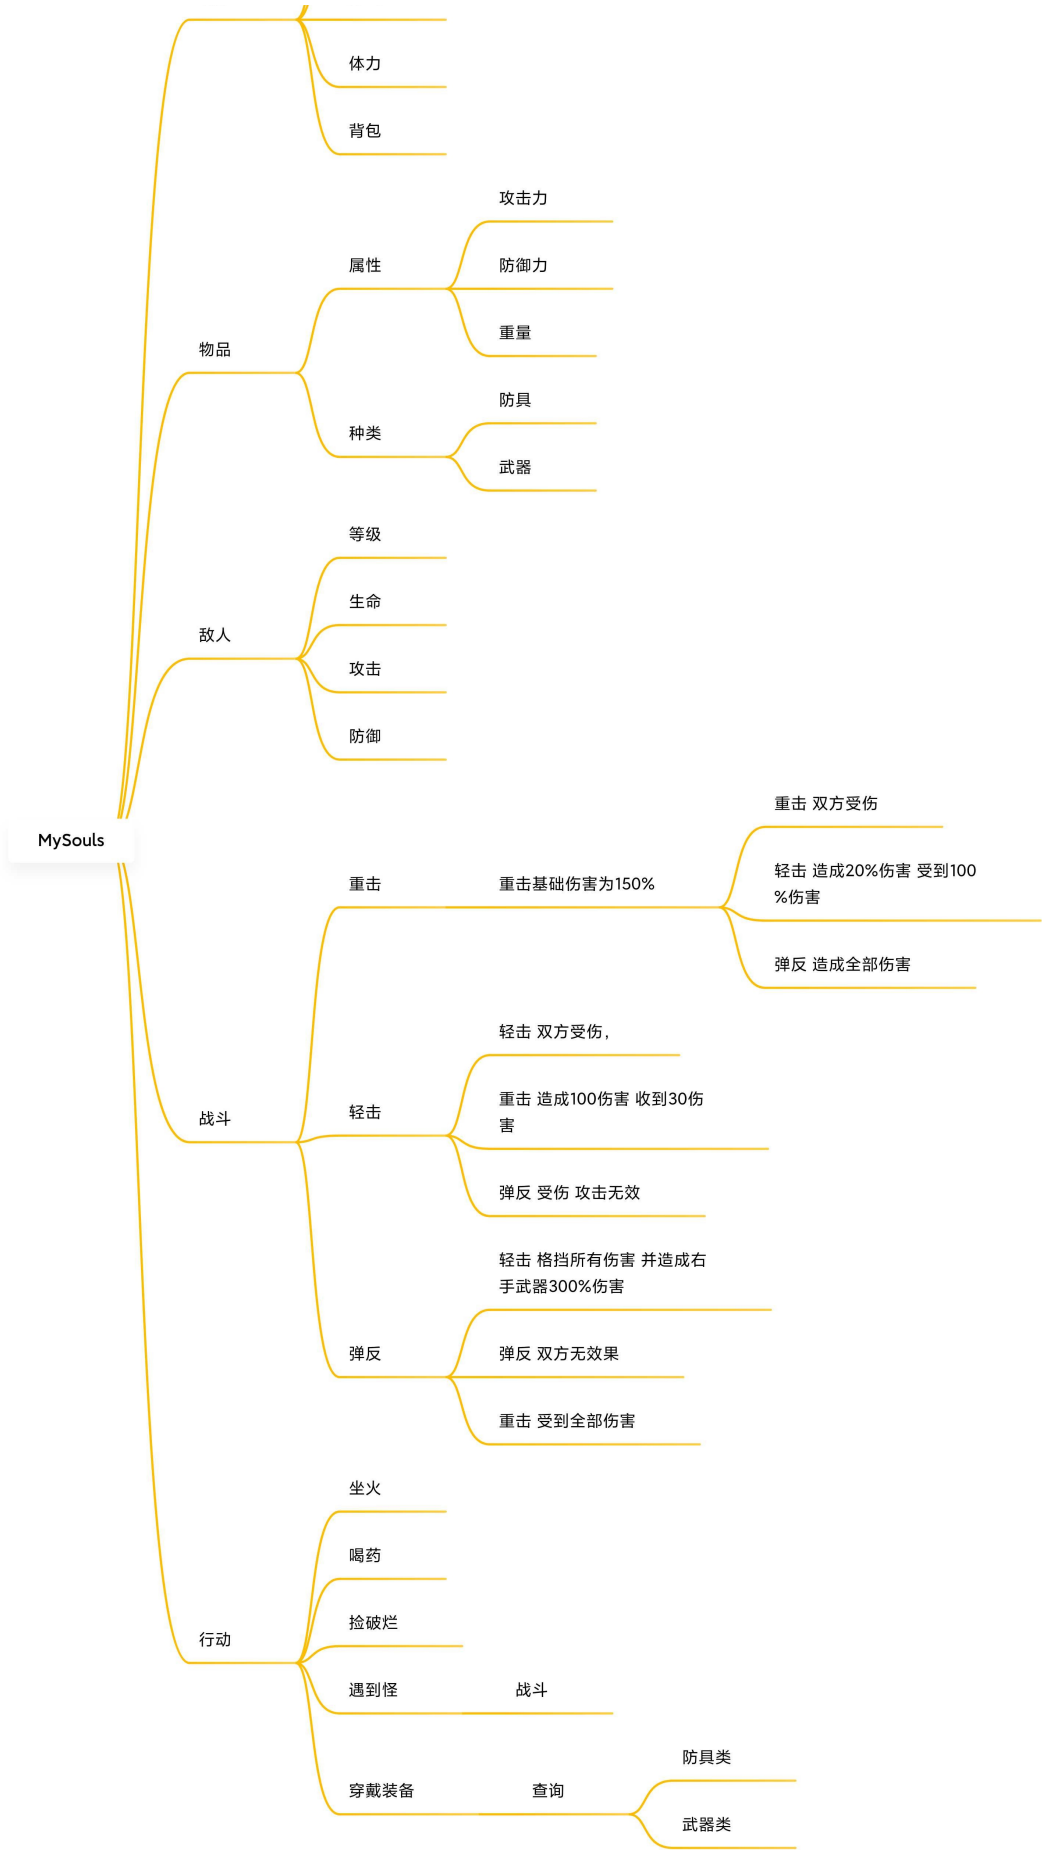 体力
背包
攻击力
属性
防御力
重量
物品
防具
种类
武器
等级
生命
敌人
攻击
防御
重击 双方受伤
MySouls
重击
重击基础伤害为150%
轻击 造成20%伤害 受到100
%伤害
弹反 造成全部伤害
轻击 双方受伤，
重击 造成100伤害 收到30伤
害
战斗
轻击
弹反 受伤 攻击无效
轻击 格挡所有伤害 并造成右
手武器300%伤害
弹反
弹反 双方无效果
重击 受到全部伤害
坐火
喝药
捡破烂
行动
遇到怪
战斗
防具类
穿戴装备
查询
武器类